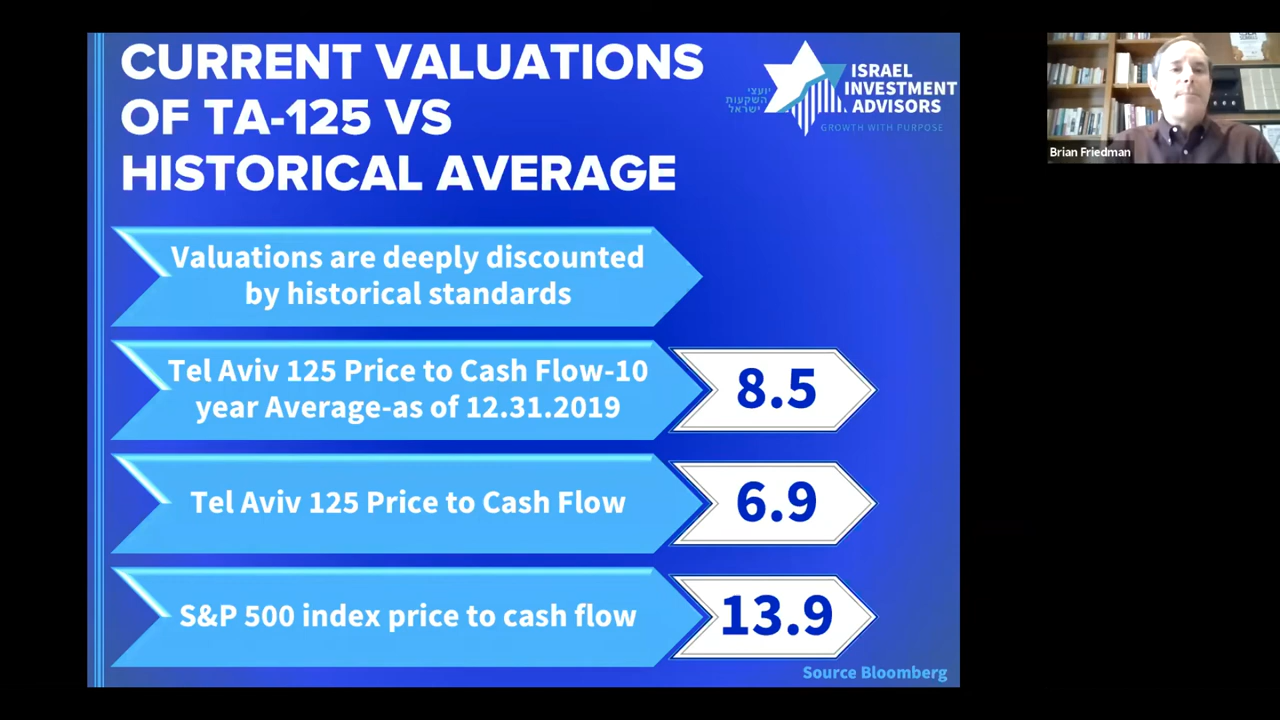 CURRENT VALUATIONS
OF TA-125 VS
HISTORICAL AVERAGE
יועצי
השקעות
ישראל
ISRAEL
INVESTMENT
ADVISORS
GROWTH WITH PURPOSE
Brian Friedman
Valuations are deeply discounted
by historical standards
Tel Aviv 125 Price to Cash Flow-10
year Average-as of 12.31.2019
8.5
Tel Aviv 125 Price to Cash Flow
6.9
S&P 500 index price to cash flow
13.9
Source Bloomberg